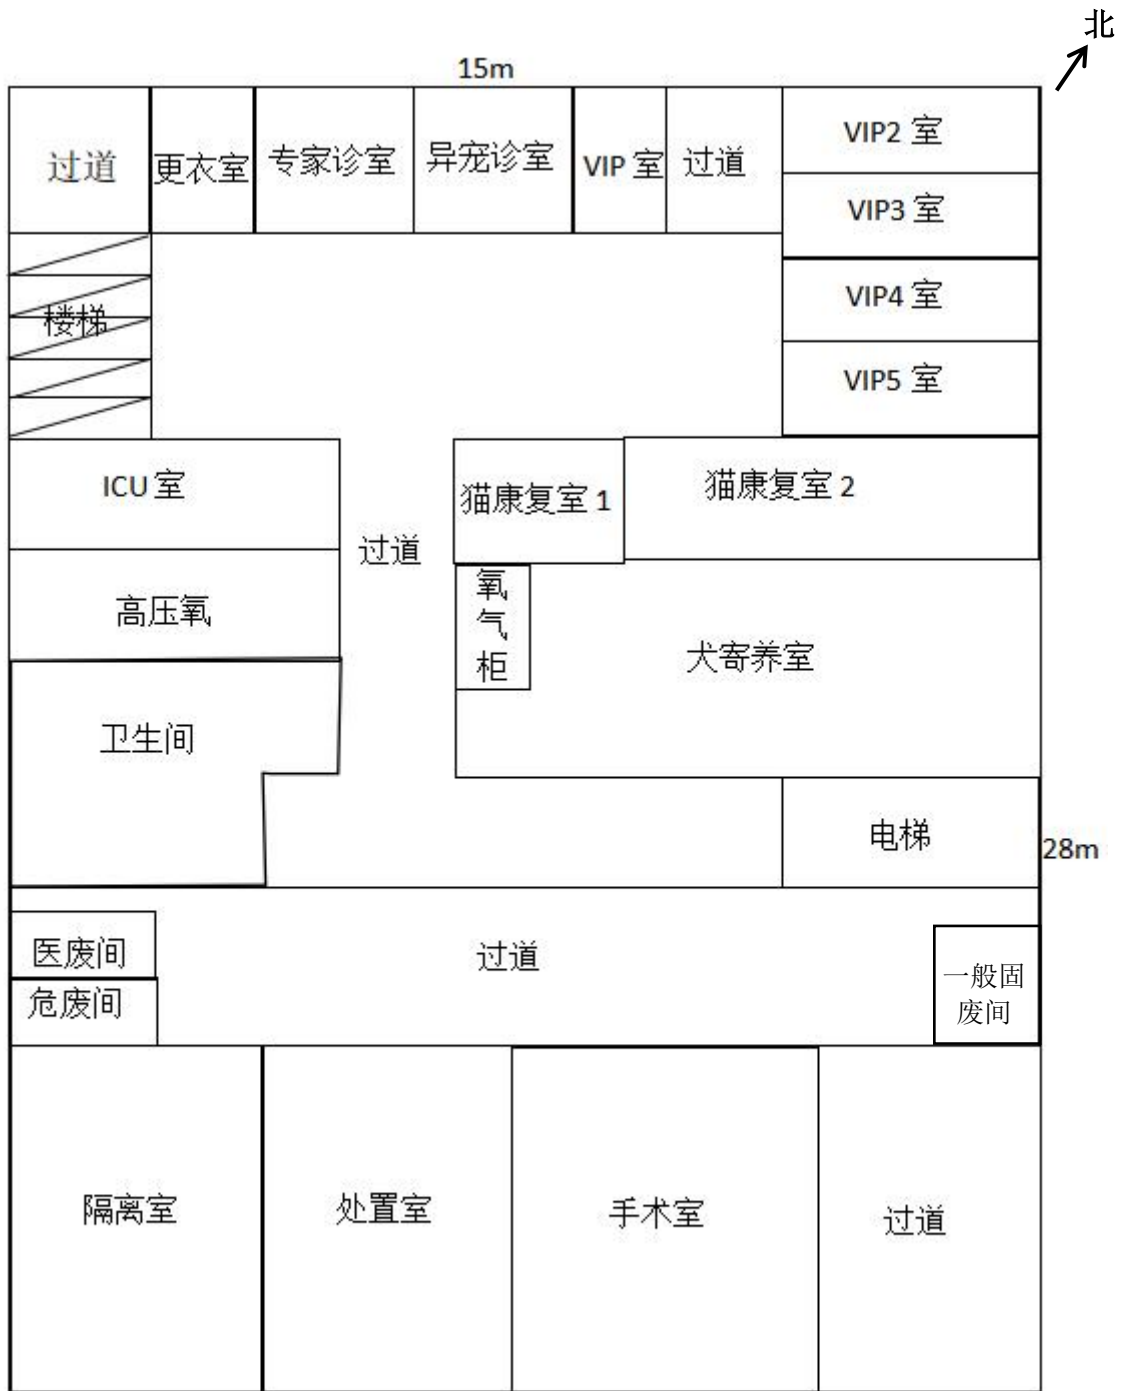 北
15m
过道
更衣室
专家诊室
异宠诊室
VIP 室
过道
VIP2 室
VIP3 室
VIP4 室
VIP5 室
楼梯
ICU 室
猫康复室 1
猫康复室 2
过道
高压氧
氧
气
柜
犬寄养室
卫生间
电梯
28m
医废间
危废间
过道
一般固
废间
隔离室
处置室
手术室
过道